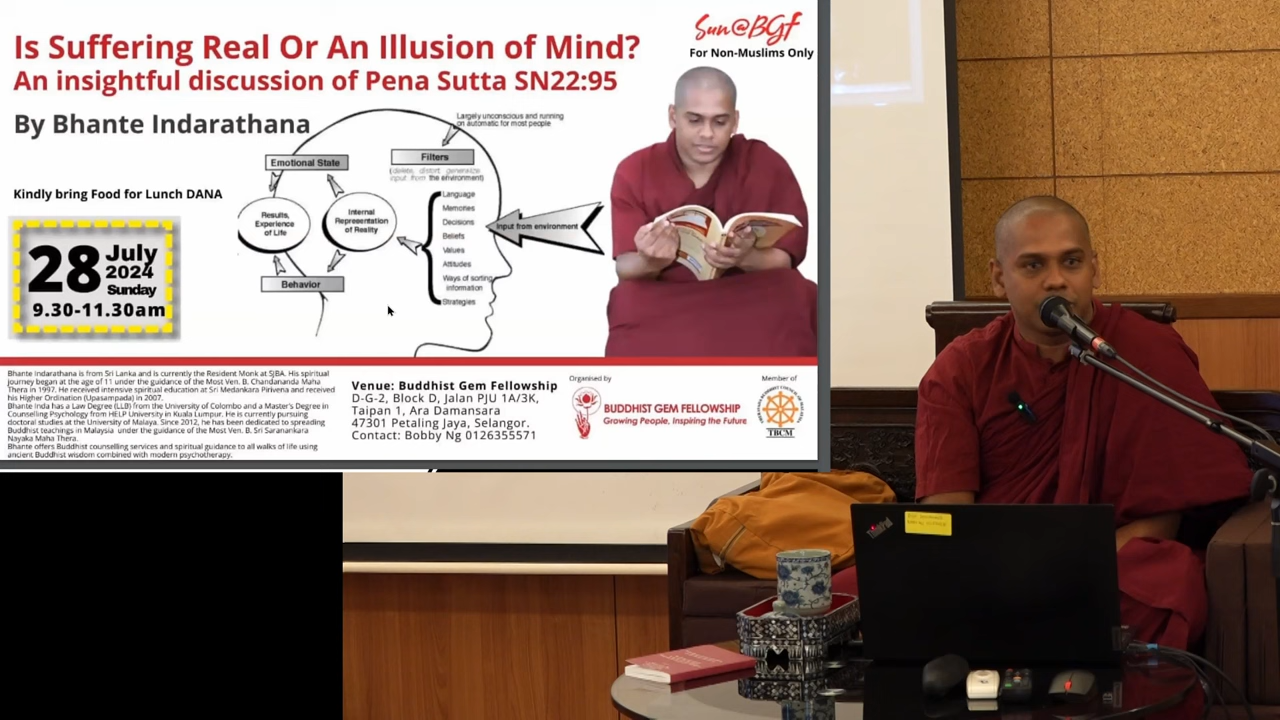 Is Suffering Real Or An Illusion of Mind?
An insightful discussion of Pena Sutta SN22:95
By Bhante Indarathana
Sun@BGF
For Non-Muslims Only
Kindly bring Food for Lunch DANA
28 July
2024
Sunday
9.30-11.30am
Largely unconscious and running
on automatic for most people
Emotional State
Filters
(delete, distort generalize
input from the environment)
Results,
Experience
of Life
Internal
Representation
of Reality
Language
Memories
Decisions
Beliefs
Values
Attitudes
Ways of sorting
information
Strategies
Input from environment
Behavior
Bhante Indarathana is from Sri Lanka and is currently the Resident Monk at SJBA. His spiritual
journey began at the age of 11 under the guidance of the Most Ven. B. Chandananda Maha
Thera in 1997. He received intensive spiritual education at Sri Medankara Pirivena and received
his Higher Ordination (Upasampada) in 2007.
Bhante Inda has a Law Degree (LLB) from the University of Colombo and a Master's Degree in
Counselling Psychology from HELP University in Kuala Lumpur. He is currently pursuing
doctoral studies at the University of Malaya. Since 2012, he has been dedicated to spreading
Buddhist teachings in Malaysia under the guidance of the Most Ven. B. Sri Saranankara
Nayaka Maha Thera.
Bhante offers Buddhist counselling services and spiritual guidance to all walks of life using
ancient Buddhist wisdom combined with modern psychotherapy.
Venue: Buddhist Gem Fellowship
D-G-2, Block D, Jalan PJU 1A/3K,
Taipan 1, Ara Damansara
47301 Petaling Jaya, Selangor.
Contact: Bobby Ng 0126355571
Organised by
BUDDHIST GEM FELLOWSHIP
Growing People, Inspiring the Future
Member of
TBCM
ThinkPad